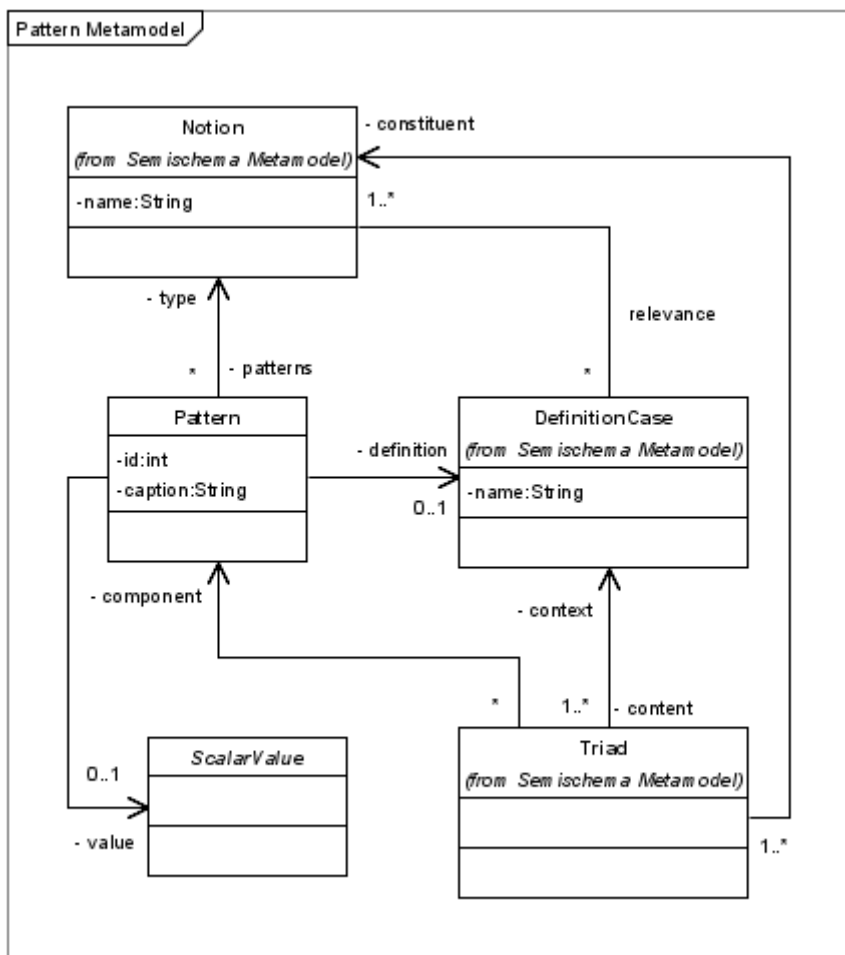 Pattern Metamodel
Notion
(from Semischema Metamodel)
-name:String
- constituent
1..*
- type
relevance
*
- patterns
*
Pattern
-id:int
-caption:String
- definition
0..1
DefinitionCase
(from Semischema Metamodel)
-name:String
- component
- context
*
1..*
- content
0..1
- value
ScalarValue
Triad
(from Semischema Metamodel)
1..*